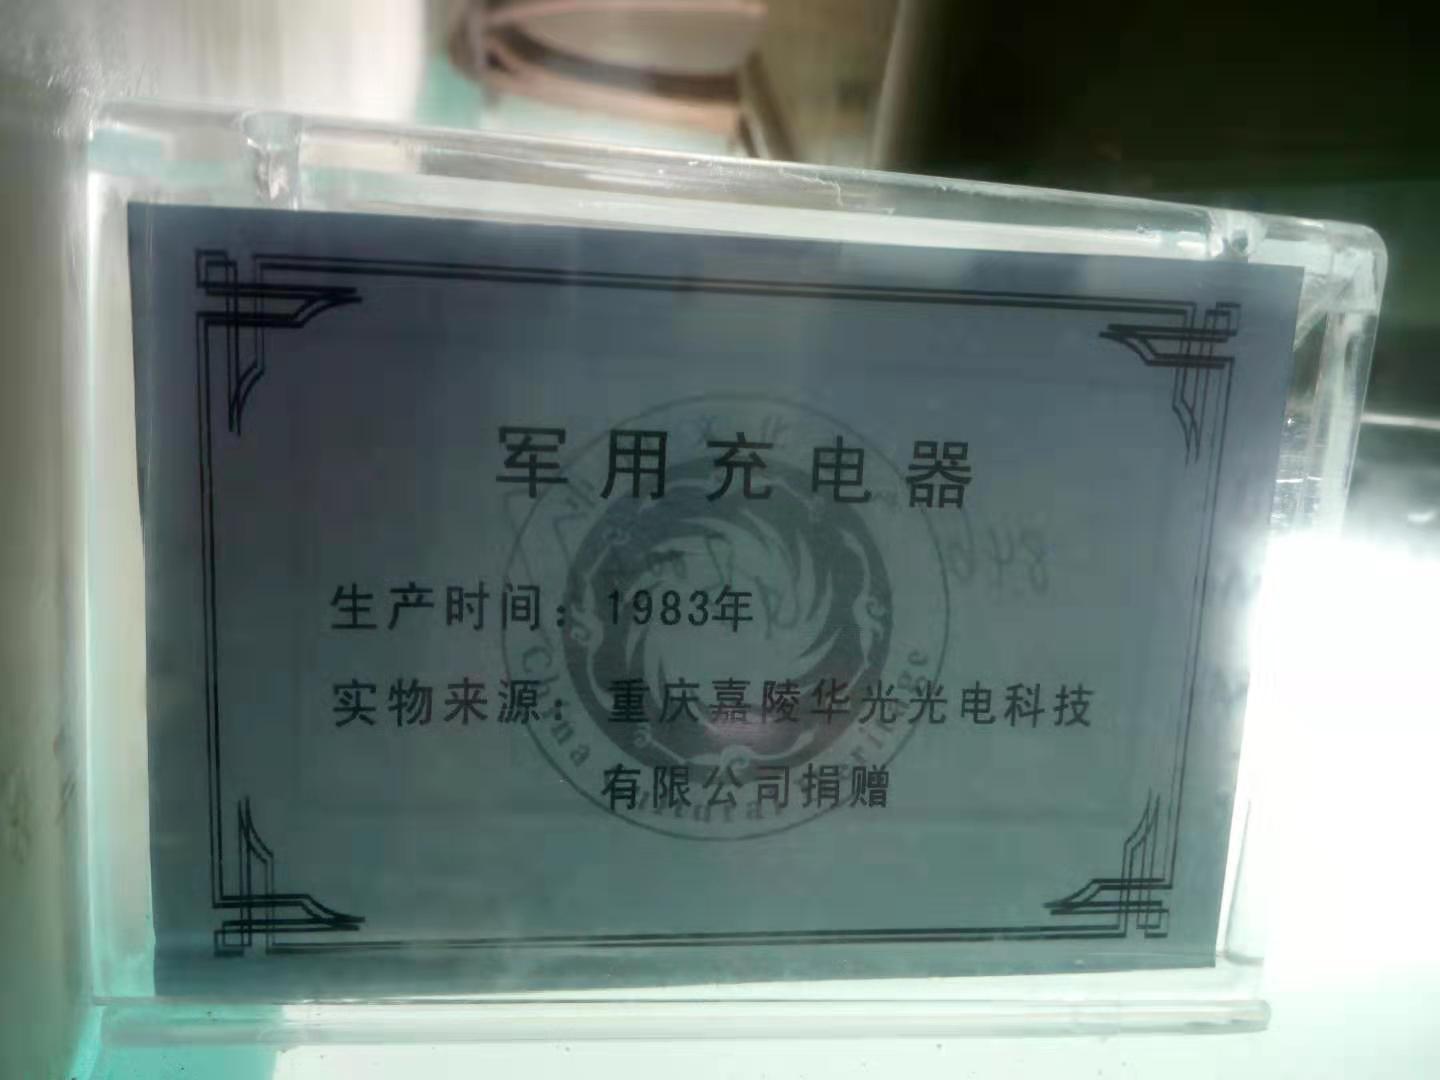 军用充电器
生产时间：1983年
实物来源：重庆嘉陵华光光电科技
有限公司捐赠
China